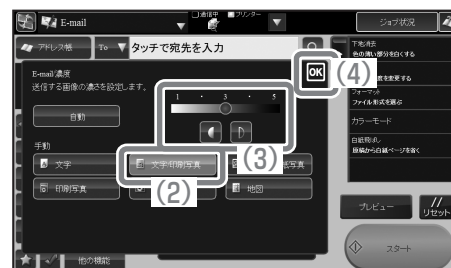 E-mail
□通信中 ■プリンター
ジョブ状況
アドレス帳 To タッチで宛先を入力
下地消去
色の薄い部分を白くする
OK (4)
E-mail/濃度
送信する画像の濃さを設定します。
度を変更する
フォーマット
ファイル形式を選ぶ
1 ・ 3 ・ 5
自動
カラーモード
(3)
白紙飛ばし
原稿から白紙ページを省く
手動
文字
文字/印刷写真
紙写真
(2)
印刷写真
地図
プレビュー
リセット
スタート
他の機能